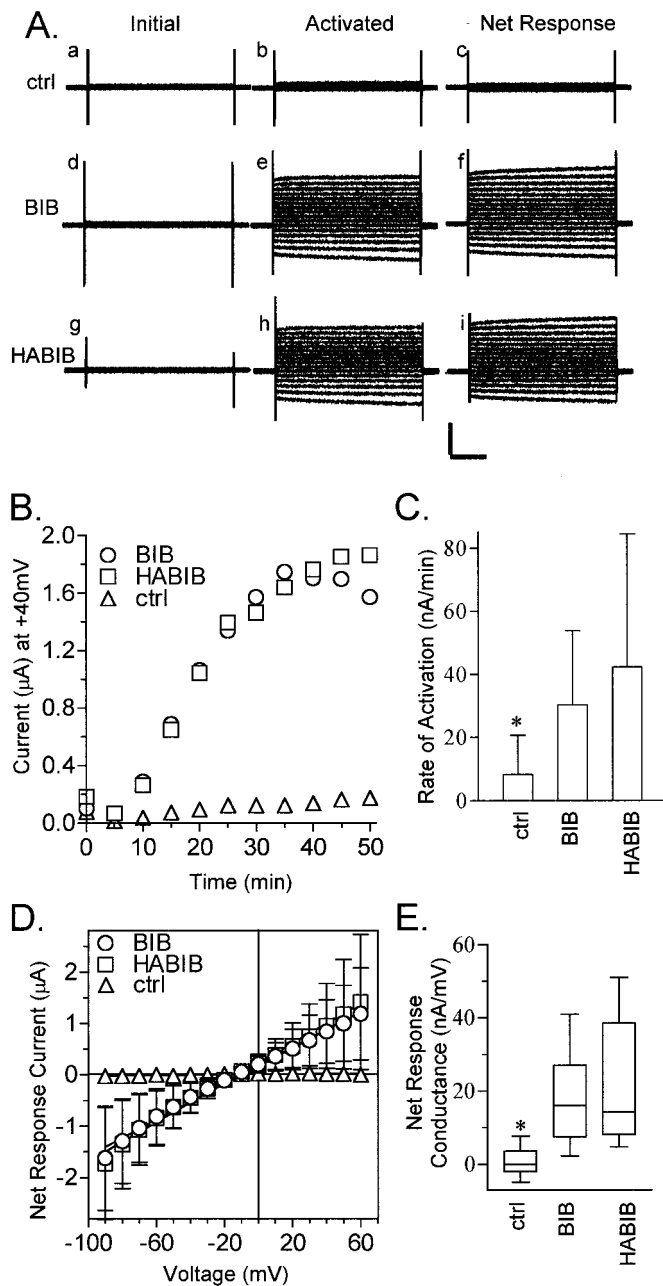 A.
Initial Activated Net Response
a b c
ctrl
d e f
BIB
g h i
HABIB
B.
2.0
1.6
1.2
0.8
0.4
0.0
Current (μA) at +40mV
BIB
HABIB
ctrl
0 10 20 30 40 50
Time (min)
C.
80
60
40
20
0
Rate of Activation (nA/min)
*
ctrl
BIB
HABIB
D.
2
1
0
-1
-2
Net Response Current (μA)
BIB
HABIB
ctrl
-100 -60 -20 20 60
Voltage (mV)
E.
60
40
20
0
Net Response
Conductance (nA/mV)
*
ctrl
BIB
HABIB